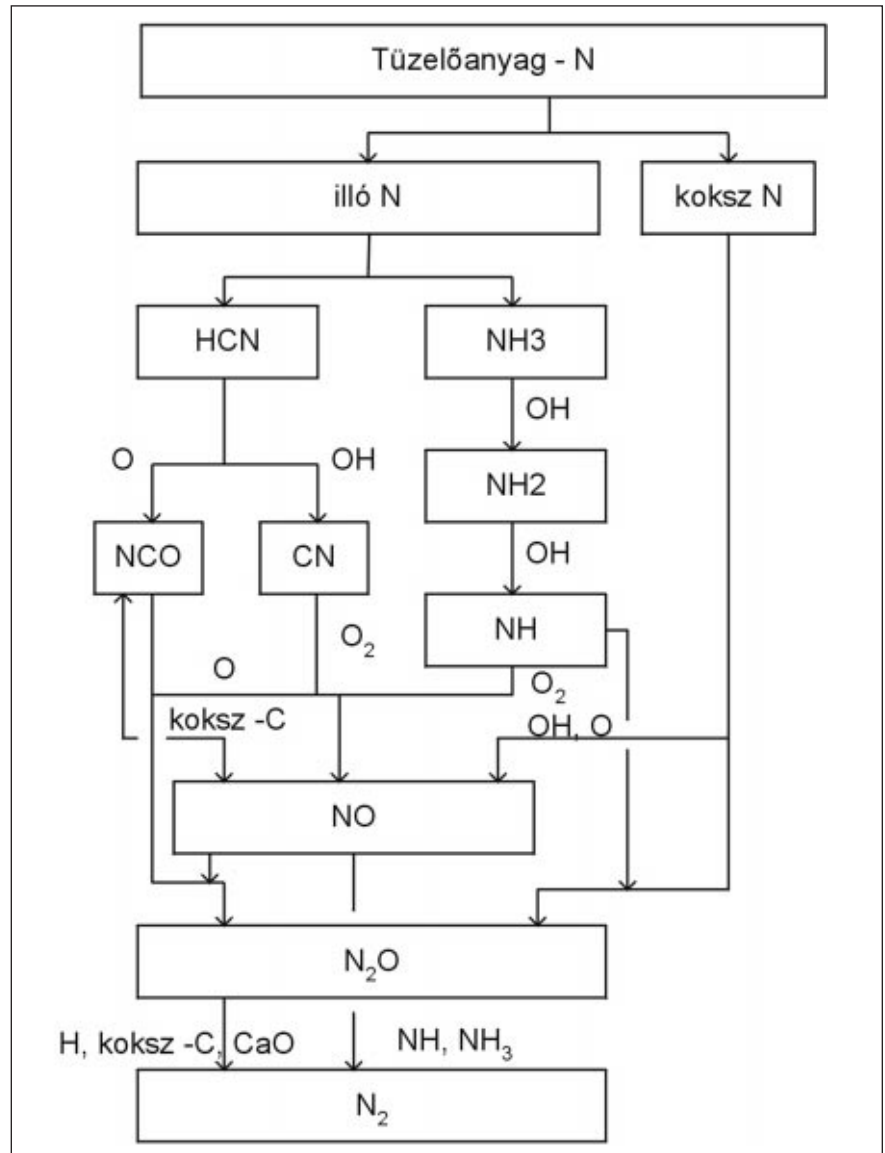 Tüzelõanyag - N
illó N
koksz N
HCN
NH3
OH
O
OH
NH2
NCO
CN
OH
NH
O₂
O
O₂
koksz -C
OH, O
NO
N₂O
H, koksz -C, CaO
NH, NH₃
N₂